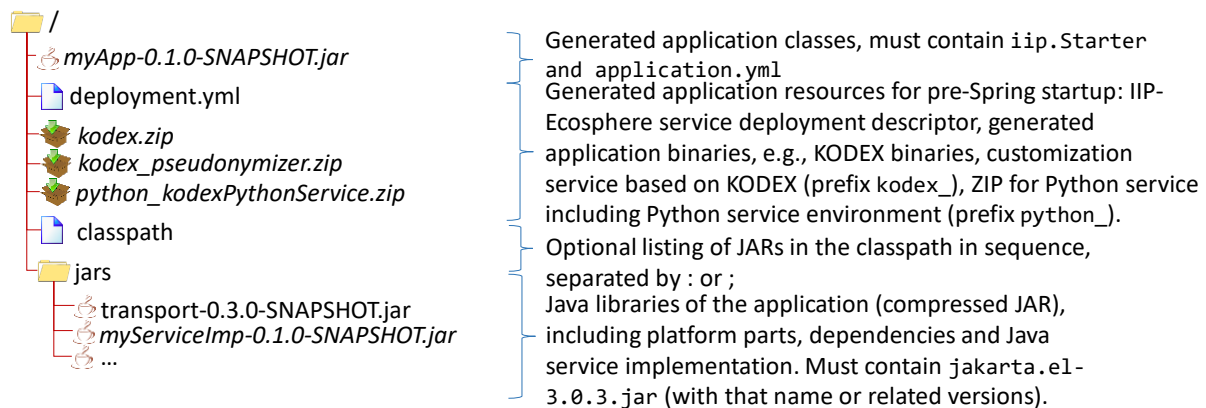 /
myApp-0.1.0-SNAPSHOT.jar
deployment.yml
kodex.zip
kodex_pseudonymizer.zip
python_kodexPythonService.zip
classpath
jars
transport-0.3.0-SNAPSHOT.jar
myServiceImp-0.1.0-SNAPSHOT.jar
...
Generated application classes, must contain iip.Starter
and application.yml
Generated application resources for pre-Spring startup: IIP-
Ecosphere service deployment descriptor, generated
application binaries, e.g., KODEX binaries, customization
service based on KODEX (prefix kodex_), ZIP for Python service
including Python service environment (prefix python_).
Optional listing of JARs in the classpath in sequence,
separated by : or ;
Java libraries of the application (compressed JAR),
including platform parts, dependencies and Java
service implementation. Must contain jakarta.el-
3.0.3.jar (with that name or related versions).